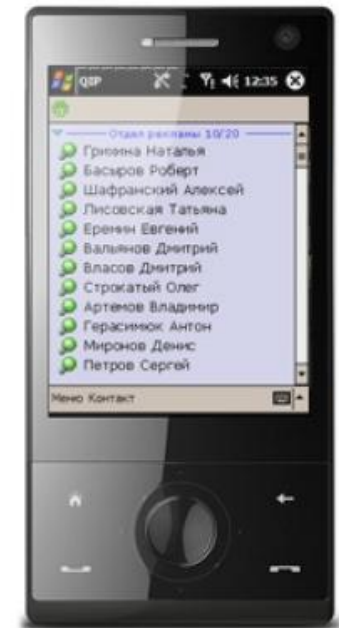 QIP 12:35
Отдел рекламы 10/20
Гришина Наталья
Басыров Роберт
Шафранский Алексей
Лисовская Татьяна
Еремин Евгений
Вальянов Дмитрий
Власов Дмитрий
Строкатый Олег
Артемов Владимир
Герасимюк Антон
Миронов Денис
Петров Сергей
Меню Контакт